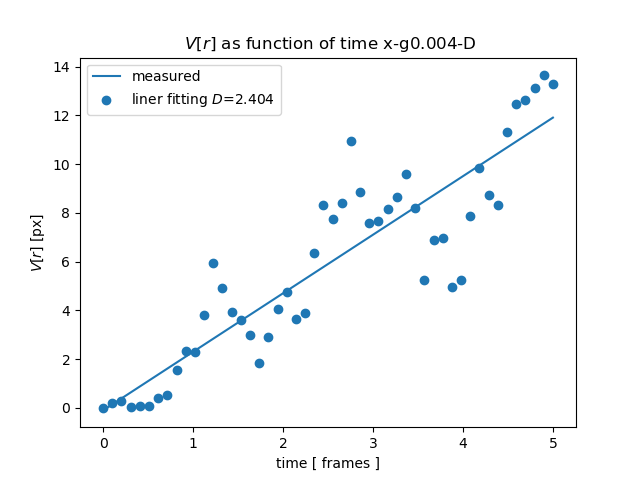 V[r] as function of time x-g0.004-D
measured
liner fitting D=2.404
14
12
10
8
6
4
2
0
V[r] [px]
0 1 2 3 4 5
time [ frames ]